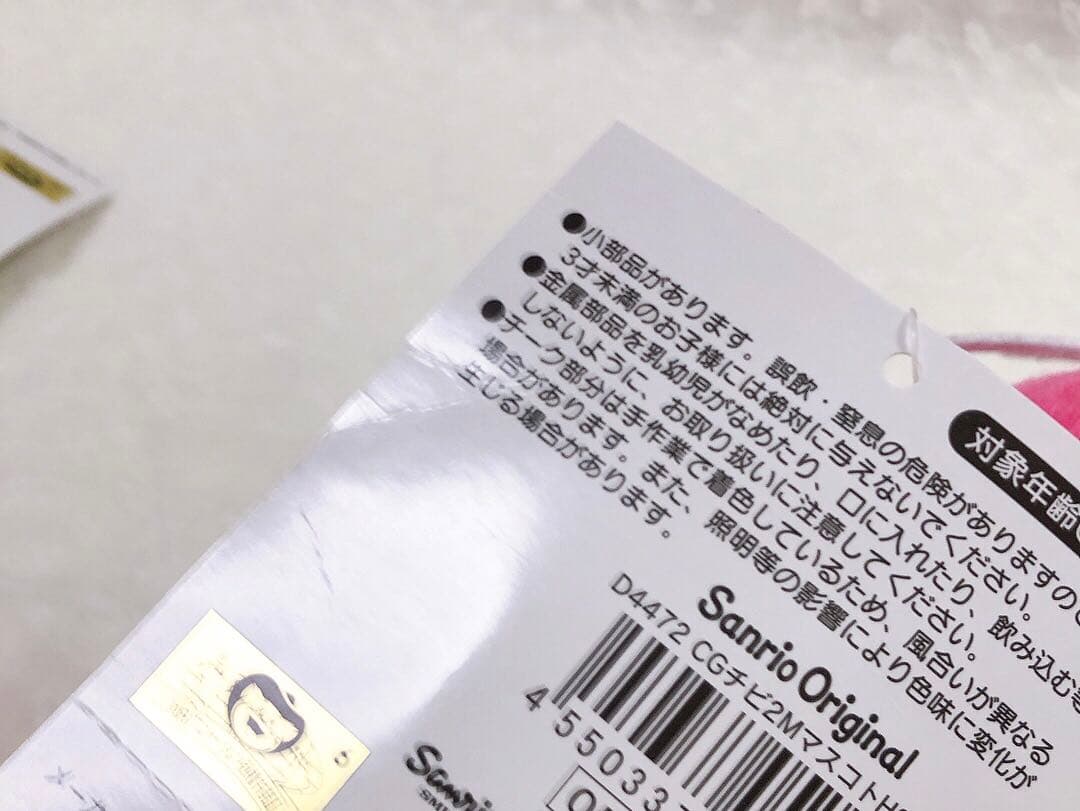 ●小部品があります。誤飲・窒息の危険がありますので
3才未満のお子様には絶対に与えないでください。
●金属部品を乳幼児がなめたり、口に入れたり、飲み込む等
しないように、お取り扱いに注意してください。
●チーク部分は手作業で着色しているため、風合いが異なる
場合があります。また、照明等の影響により色味に変化が
生じる場合があります。
対象年齢
Sanrio Original
D4472 CGチビ2Mマスコット
4 55033
Sanrio